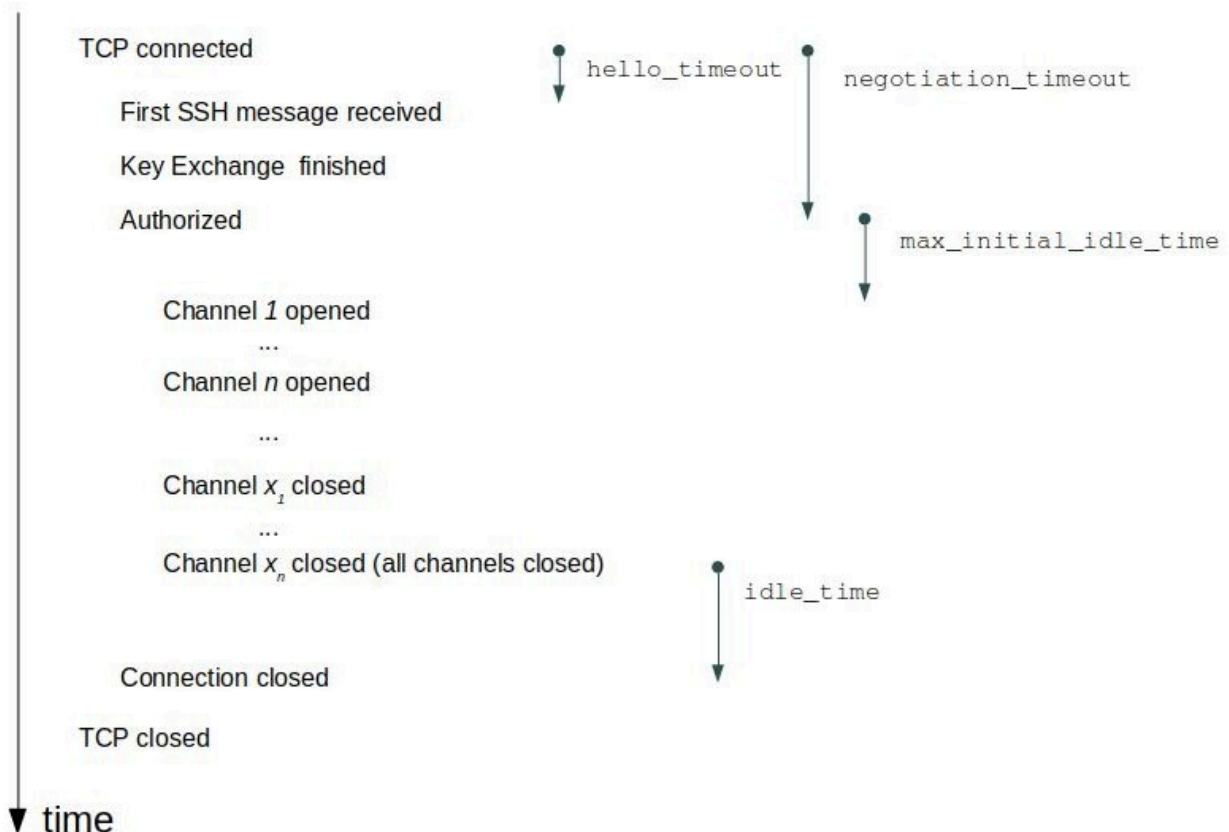 TCP connected
hello_timeout
negotiation_timeout
First SSH message received
Key Exchange  finished
Authorized
max_initial_idle_time
Channel 1 opened
...
Channel n opened
...
Channel x1 closed
...
Channel xn closed (all channels closed)
idle_time
Connection closed
TCP closed
time